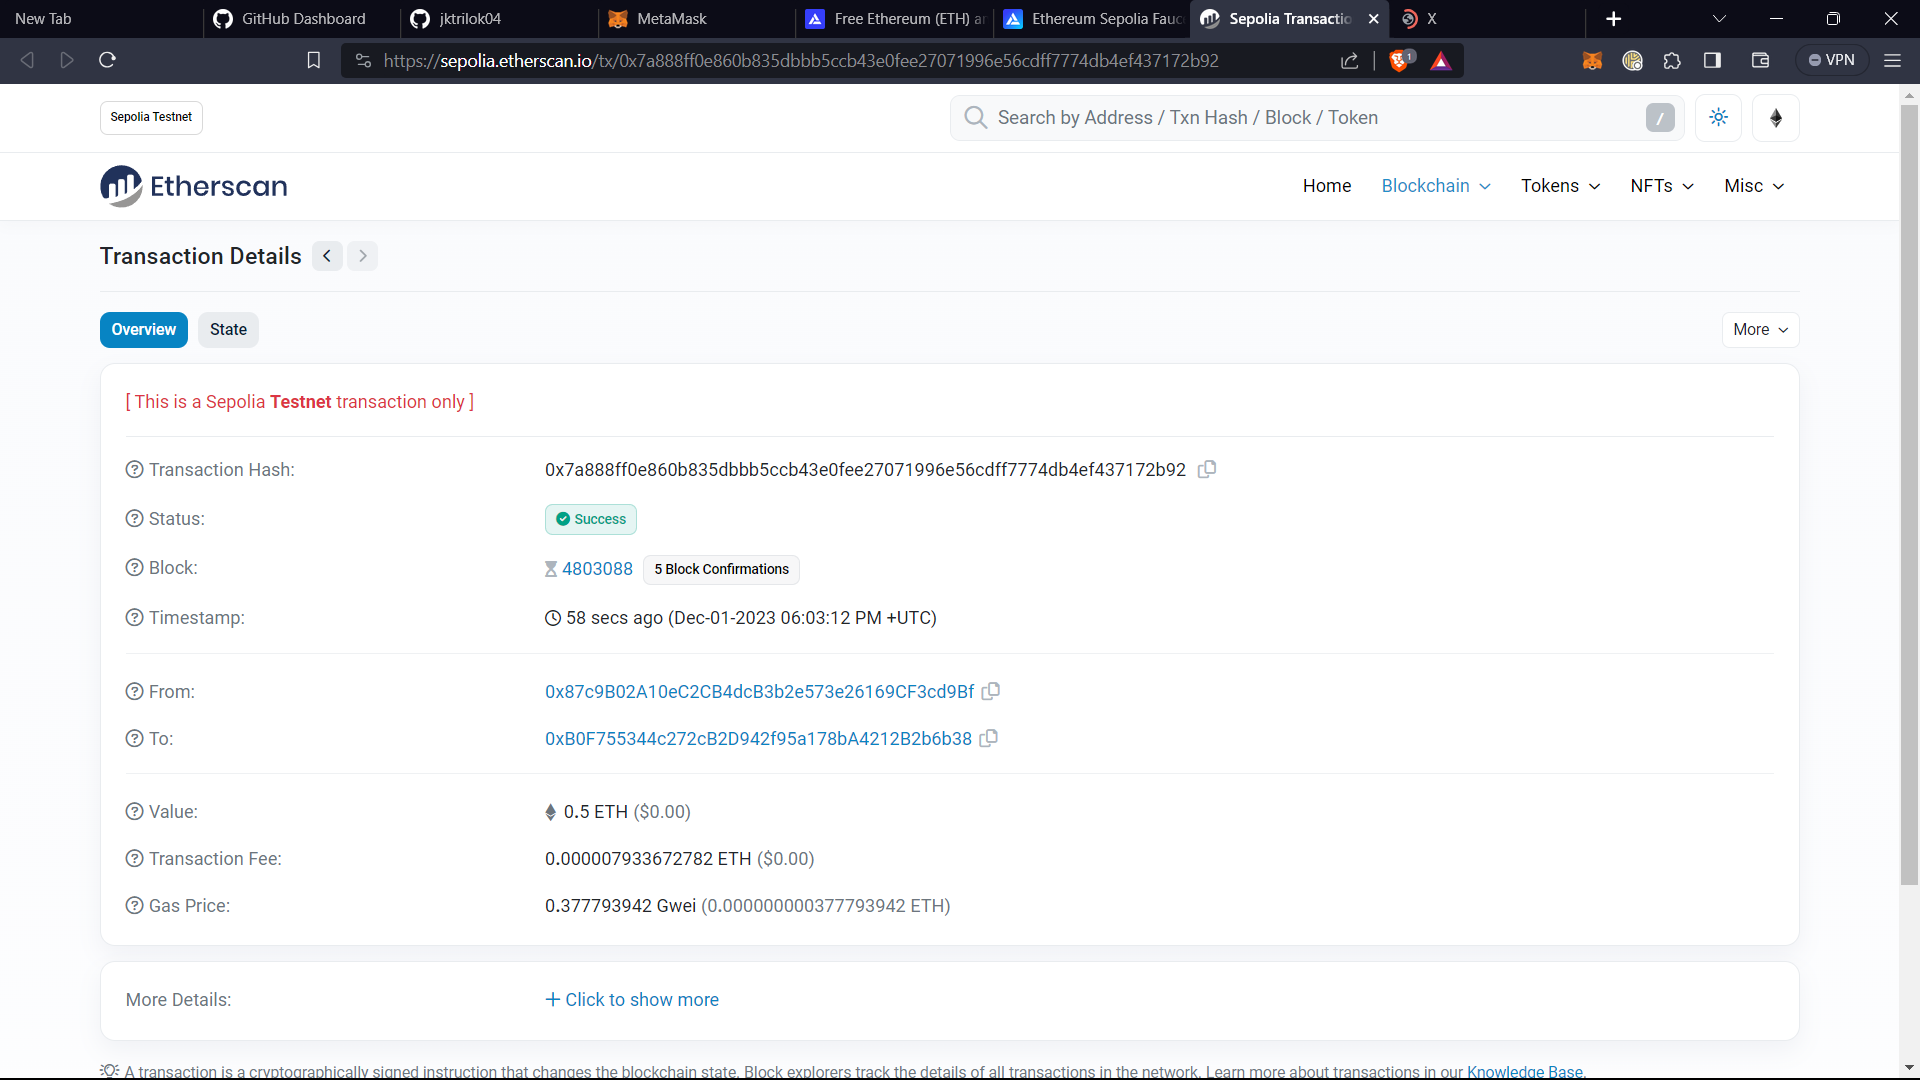 New Tab
GitHub Dashboard
jktrilok04
MetaMask
Free Ethereum (ETH) a
Ethereum Sepolia Fauc
Sepolia Transactio
X
https://sepolia.etherscan.io/tx/0x7a888ff0e860b835dbbb5ccb43e0fee27071996e56cdff7774db4ef437172b92
1
VPN
Sepolia Testnet
Search by Address / Txn Hash / Block / Token
/
Etherscan
Home
Blockchain
Tokens
NFTs
Misc
Transaction Details
Overview
State
More
[ This is a Sepolia Testnet transaction only ]
Transaction Hash:
0x7a888ff0e860b835dbbb5ccb43e0fee27071996e56cdff7774db4ef437172b92
Status:
Success
Block:
4803088
5 Block Confirmations
Timestamp:
58 secs ago (Dec-01-2023 06:03:12 PM +UTC)
From:
0x87c9B02A10eC2CB4dcB3b2e573e26169CF3cd9Bf
To:
0xB0F755344c272cB2D942f95a178bA4212B2b6b38
Value:
0.5 ETH ($0.00)
Transaction Fee:
0.000007933672782 ETH ($0.00)
Gas Price:
0.377793942 Gwei (0.000000000377793942 ETH)
More Details:
+ Click to show more
A transaction is a cryptographically signed instruction that changes the blockchain state. Block explorers track the details of all transactions in the network. Learn more about transactions in our Knowledge Base.